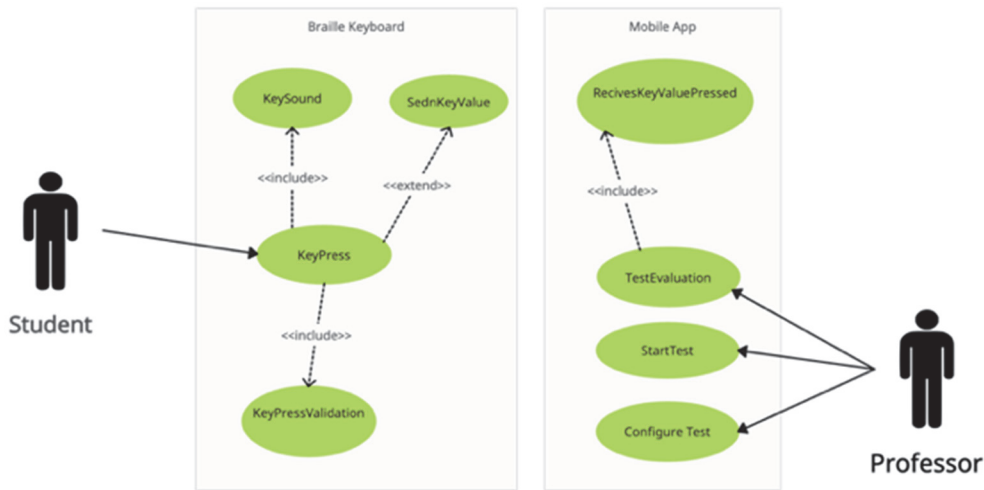 Braille Keyboard
Mobile App
KeySound
SednKeyValue
RecivesKeyValuePressed
<<include>>
<<extend>>
<<include>>
KeyPress
TestEvaluation
Student
<<include>>
StartTest
KeyPressValidation
Configure Test
Professor